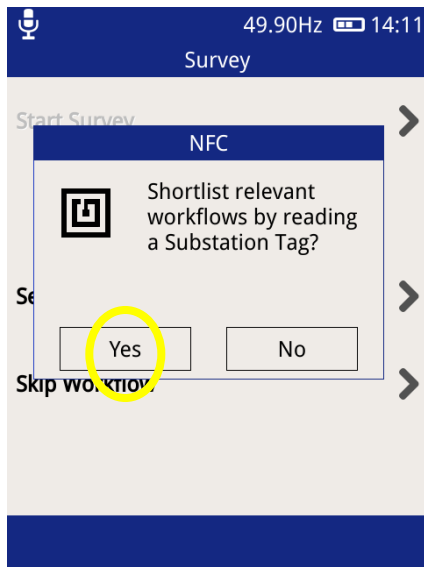 49.90Hz 14:11
Survey
Start Survey
NFC
Shortlist relevant
workflows by reading
a Substation Tag?
Yes No
Skip Workflow